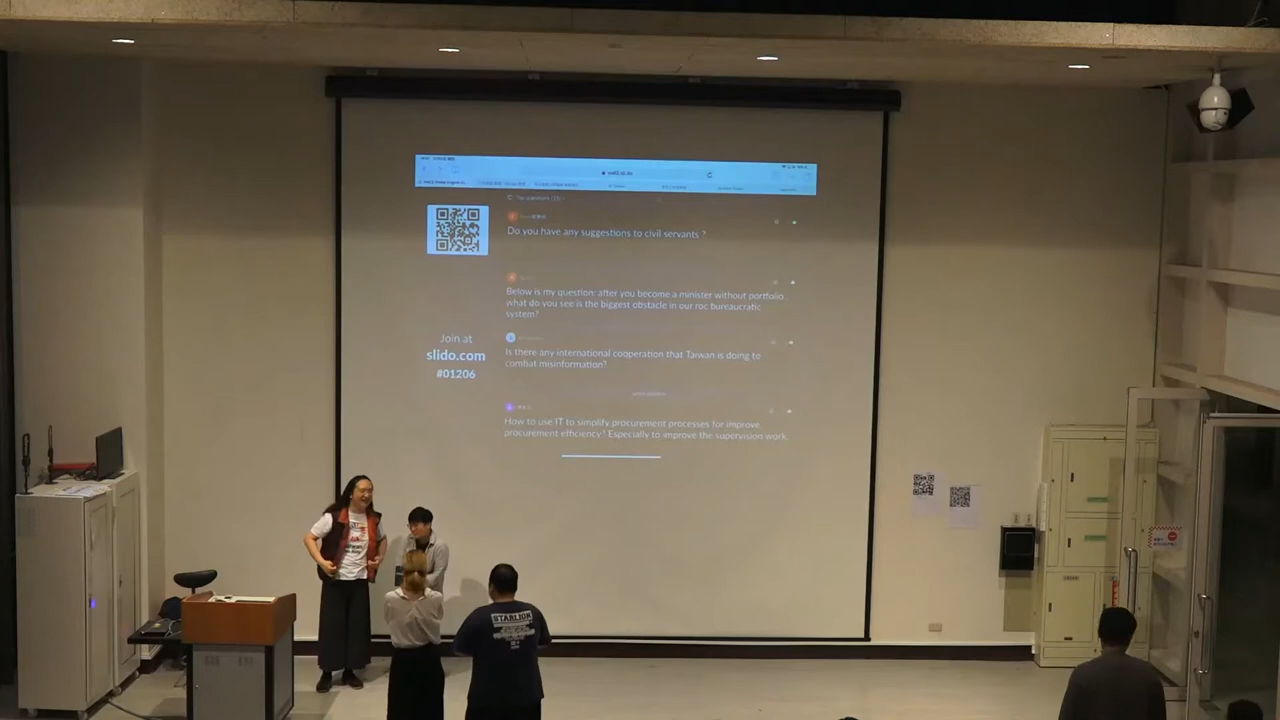 Top questions (15)
Do you have any suggestions to civil servants ?
Below is my question: after you become a minister without portfolio,
what do you see is the biggest obstacle in our roc bureaucratic
system?
Join at
slido.com
#01206
Is there any international cooperation that Taiwan is doing to
combat misinformation?
How to use IT to simplify procurement processes for improve
procurement efficiency? Especially to improve the supervision work.
STARLION